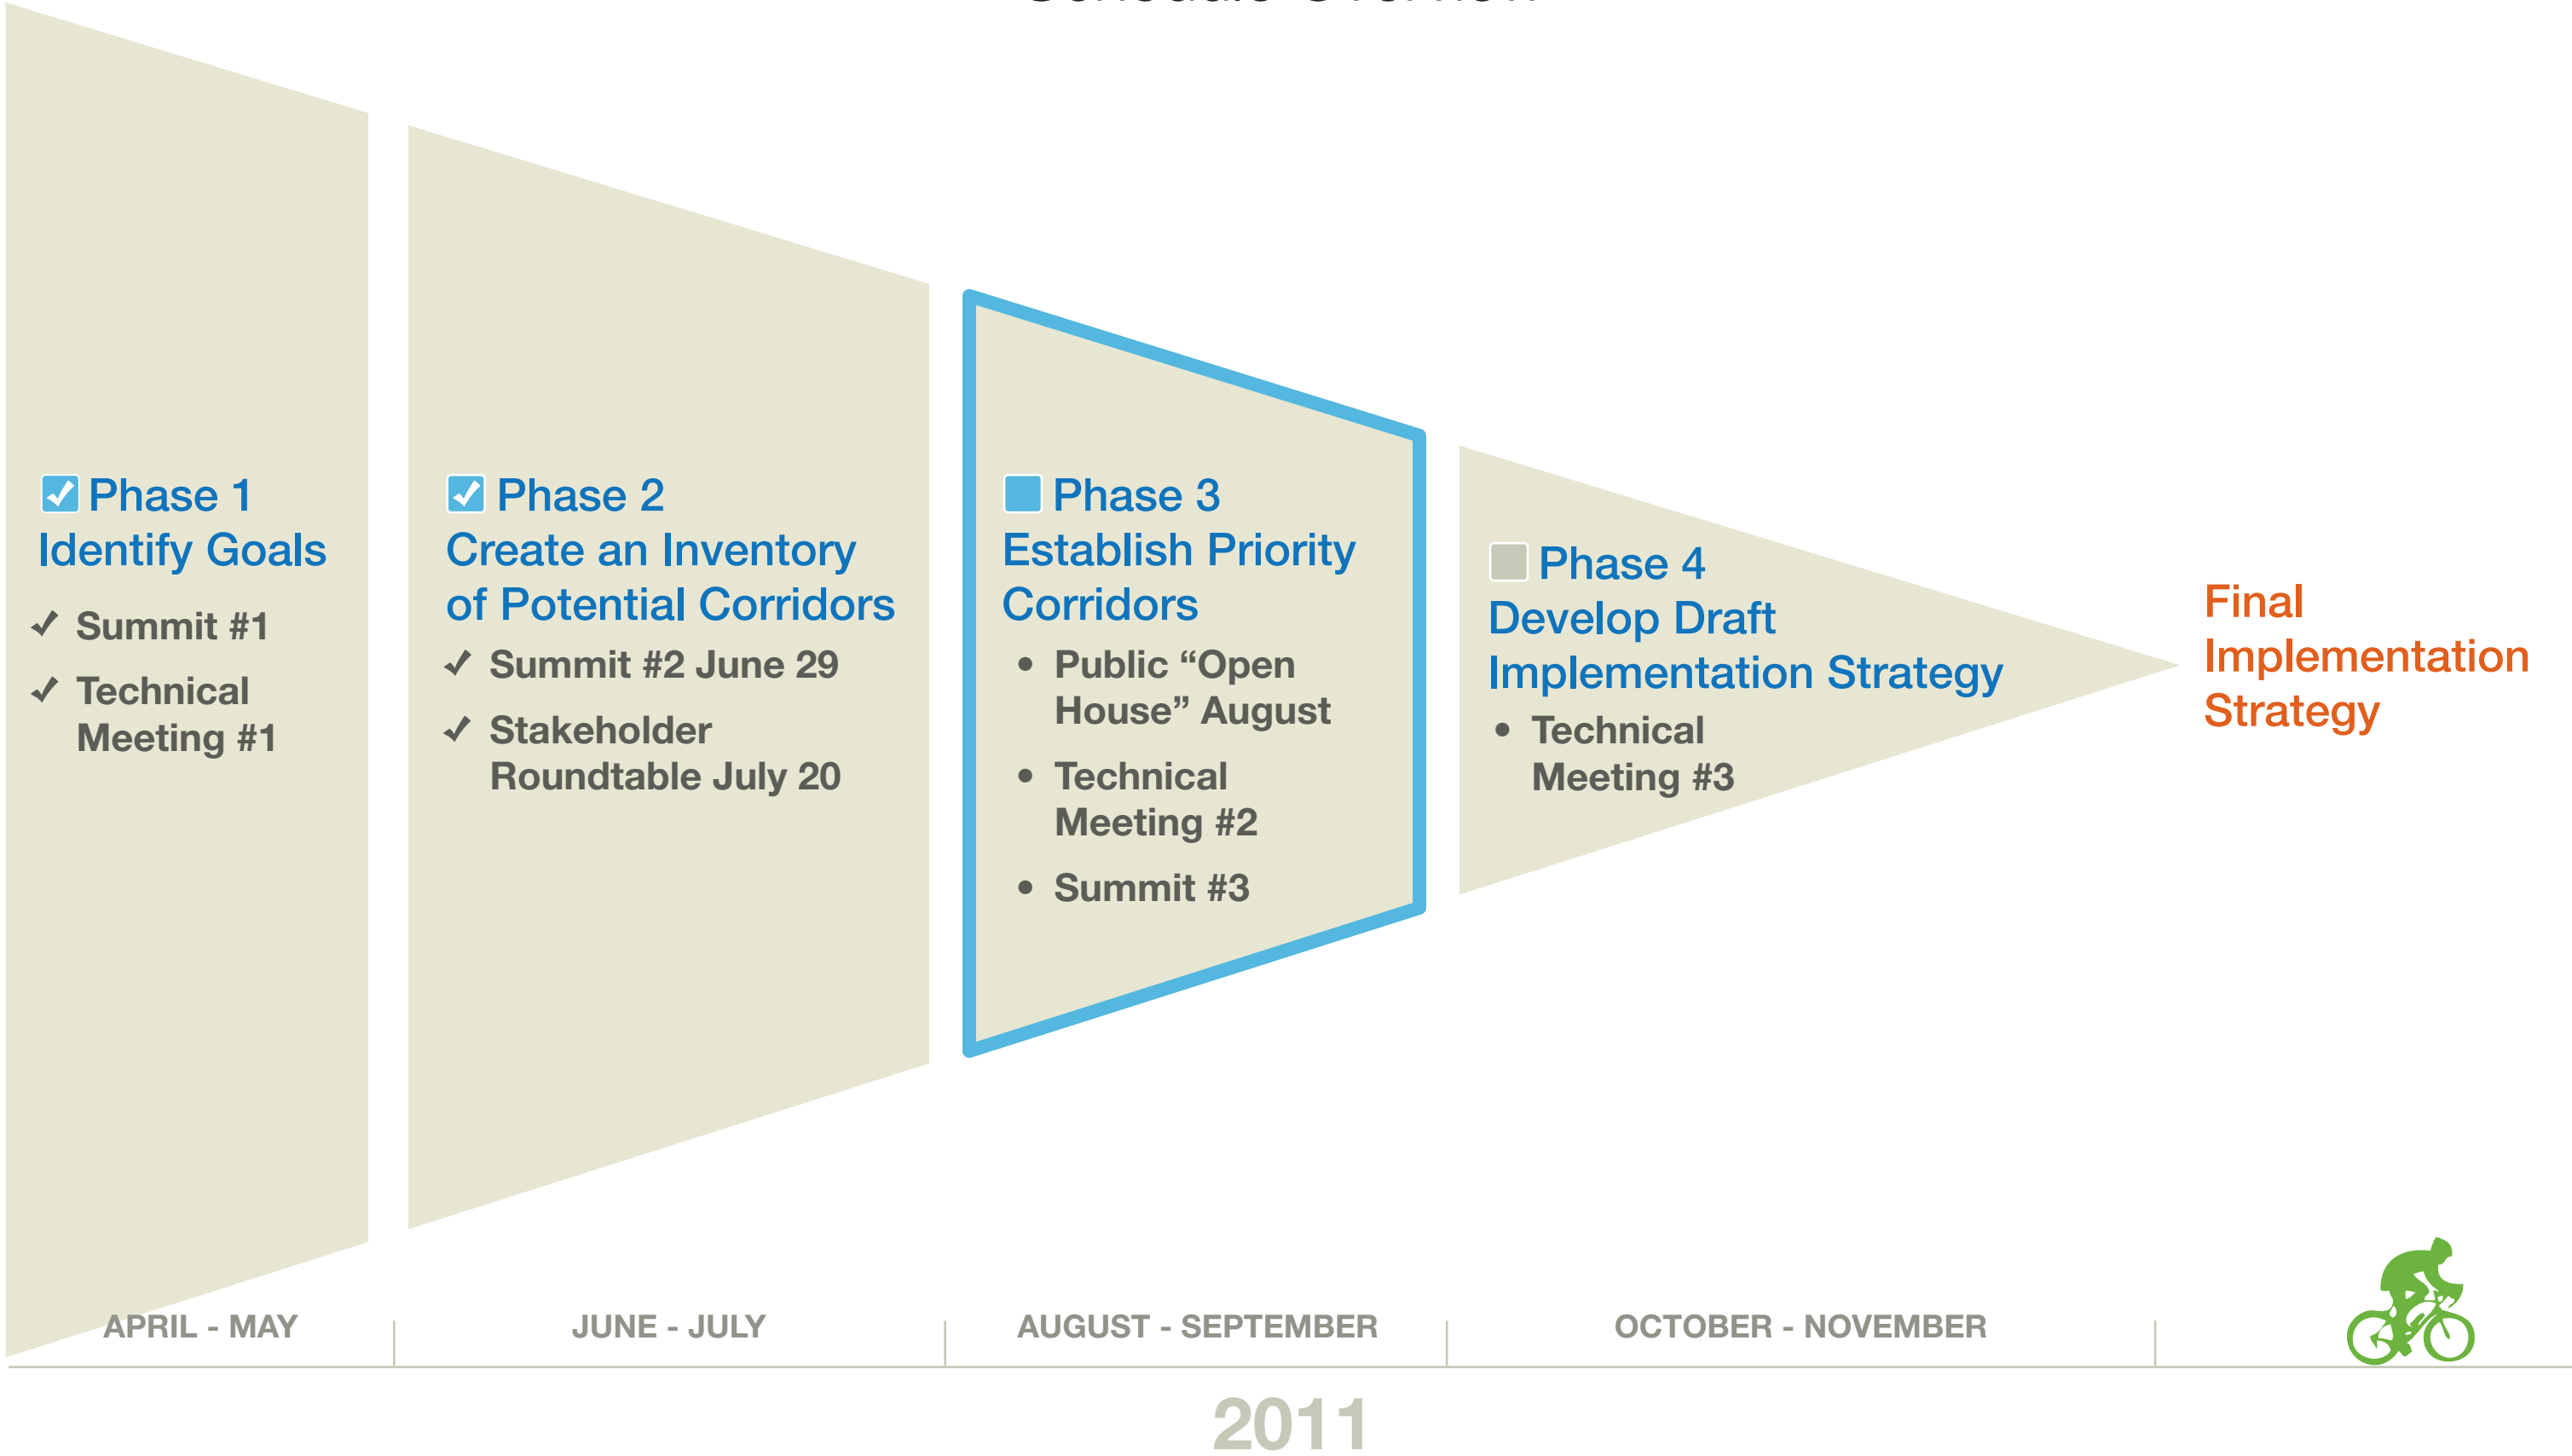 Schedule Overview
Phase 1
Identify Goals
Summit #1
Technical
Meeting #1
Phase 2
Create an Inventory
of Potential Corridors
Summit #2 June 29
Stakeholder
Roundtable July 20
Phase 3
Establish Priority
Corridors
• Public “Open
House” August
• Technical
Meeting #2
• Summit #3
Phase 4
Develop Draft
Implementation Strategy
• Technical
Meeting #3
Final
Implementation
Strategy
APRIL - MAY
JUNE - JULY
AUGUST - SEPTEMBER
OCTOBER - NOVEMBER
2011